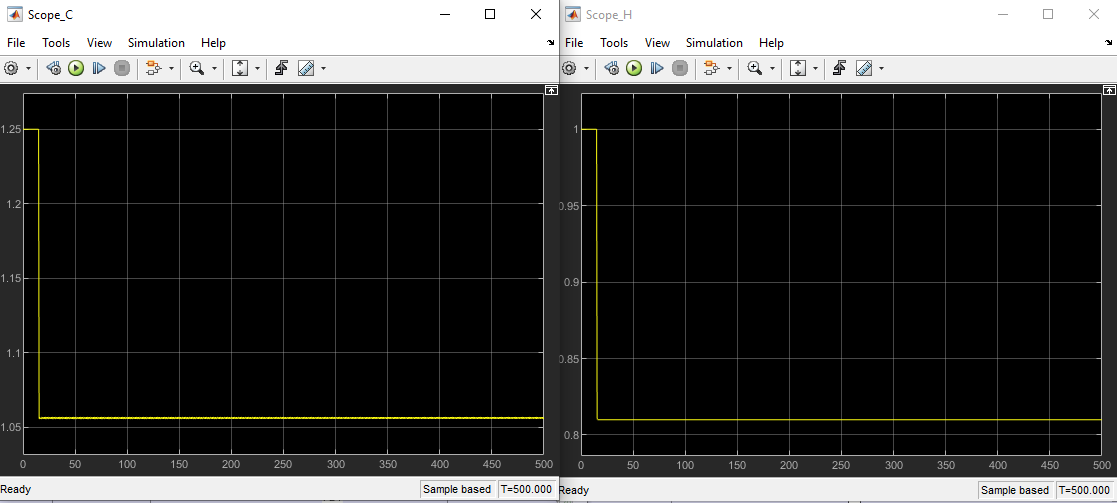 Scope_C
File Tools View Simulation Help
1.25
1.2
1.15
1.1
1.05
0 50 100 150 200 250 300 350 400 450 500
Ready
Sample based T=500.000
Scope_H
File Tools View Simulation Help
1
0.95
0.9
0.85
0.8
0 50 100 150 200 250 300 350 400 450 500
Ready
Sample based T=500.000